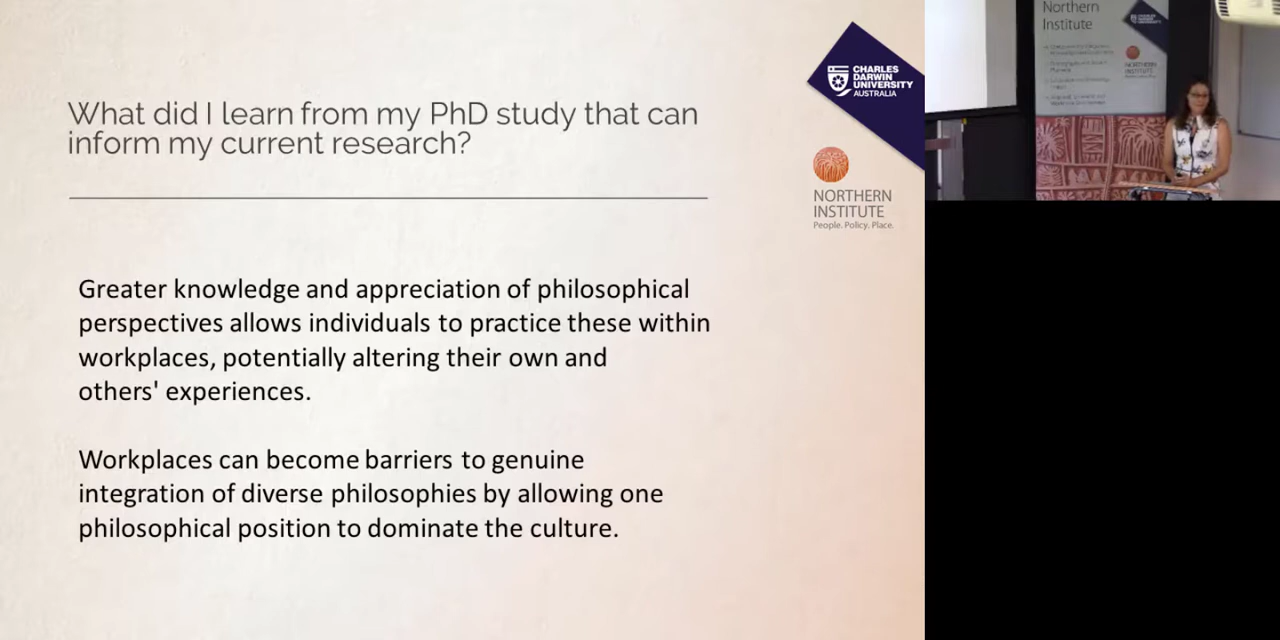 What did I learn from my PhD study that can
inform my current research?
CHARLES
DARWIN
UNIVERSITY
AUSTRALIA
NORTHERN
INSTITUTE
People. Policy. Place.
Greater knowledge and appreciation of philosophical
perspectives allows individuals to practice these within
workplaces, potentially altering their own and
others' experiences.
Workplaces can become barriers to genuine
integration of diverse philosophies by allowing one
philosophical position to dominate the culture.
Northern
Institute
NORTHERN
INSTITUTE